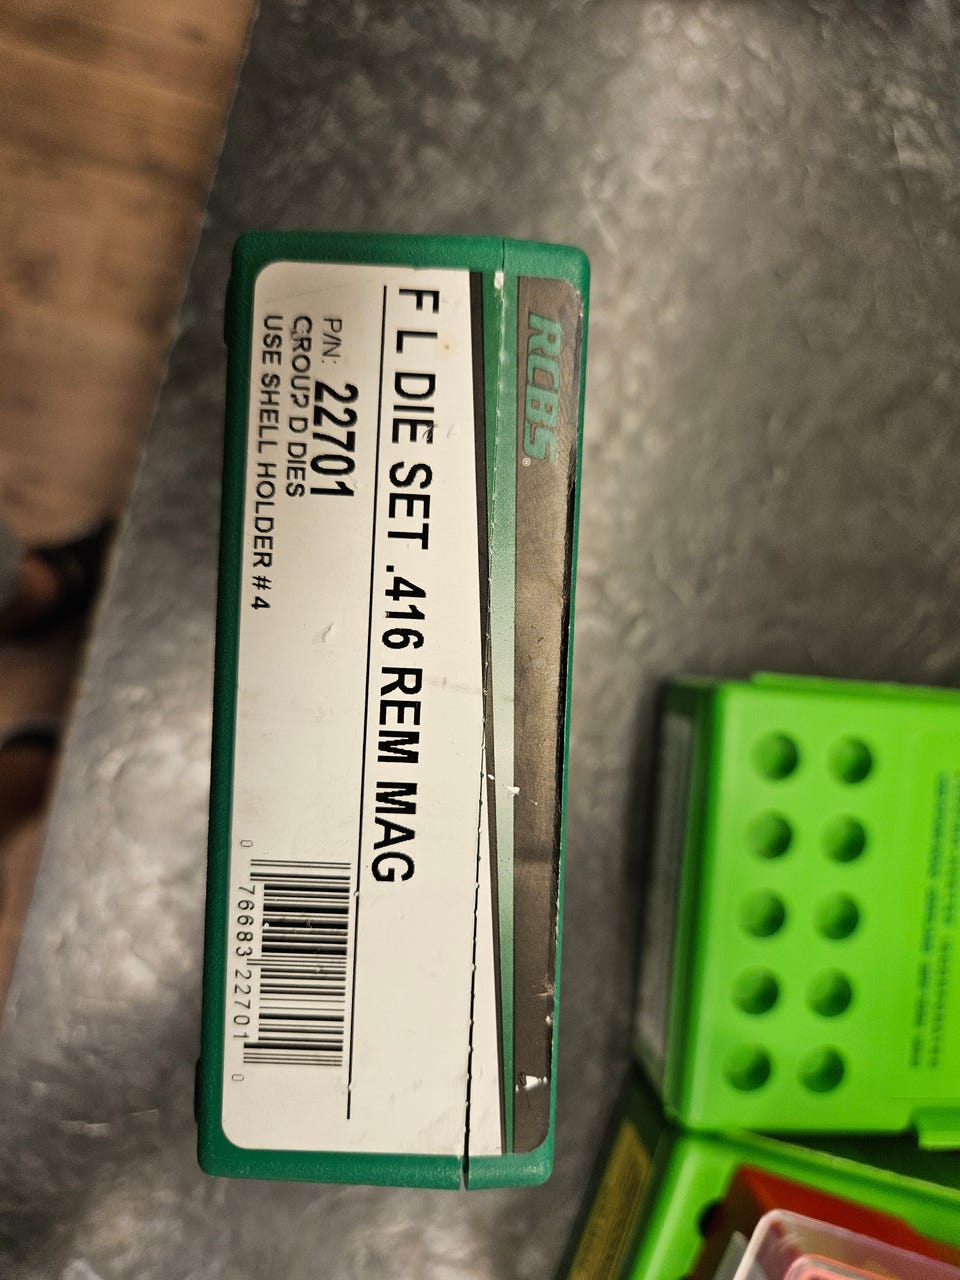 RCBS®
F L DIE SET .416 REM MAG
P/N: 22701
GROUP D DIES
USE SHELL HOLDER #4
0 76683 22701 0